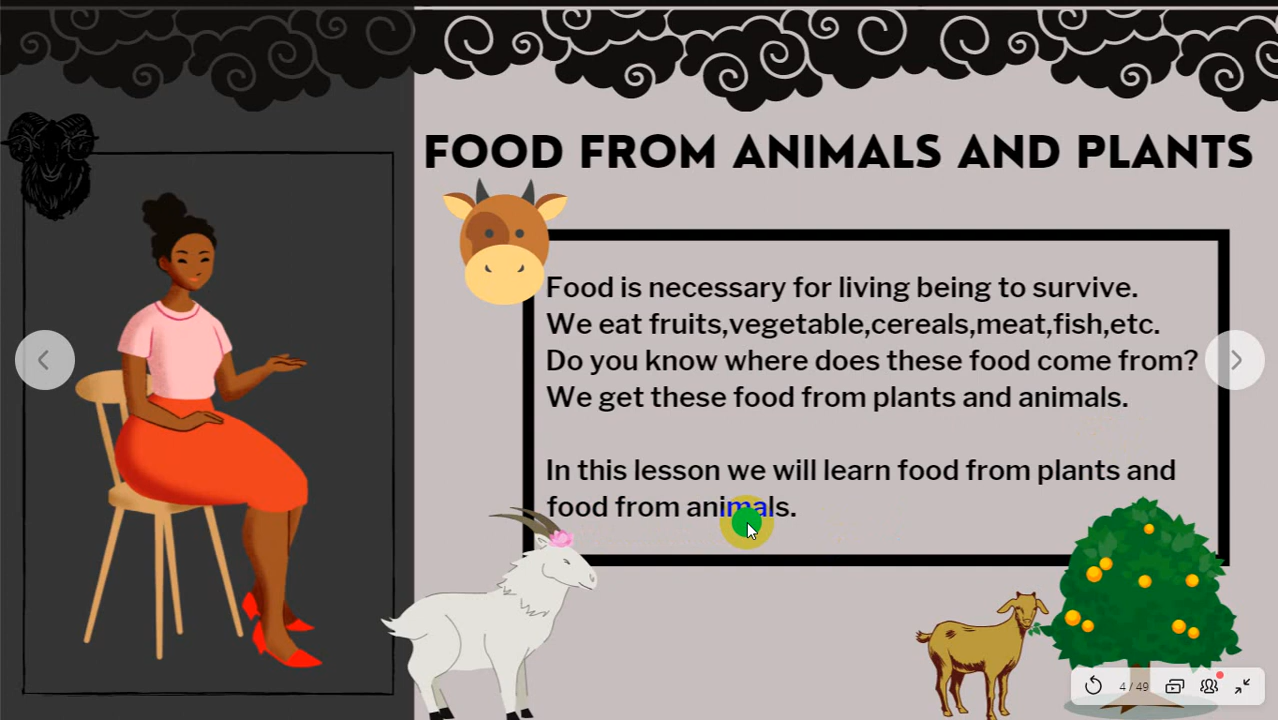 FOOD FROM ANIMALS AND PLANTS
Food is necessary for living being to survive.
We eat fruits,vegetable,cereals,meat,fish,etc.
Do you know where does these food come from?
We get these food from plants and animals.
In this lesson we will learn food from plants and
food from animals.
4 / 49